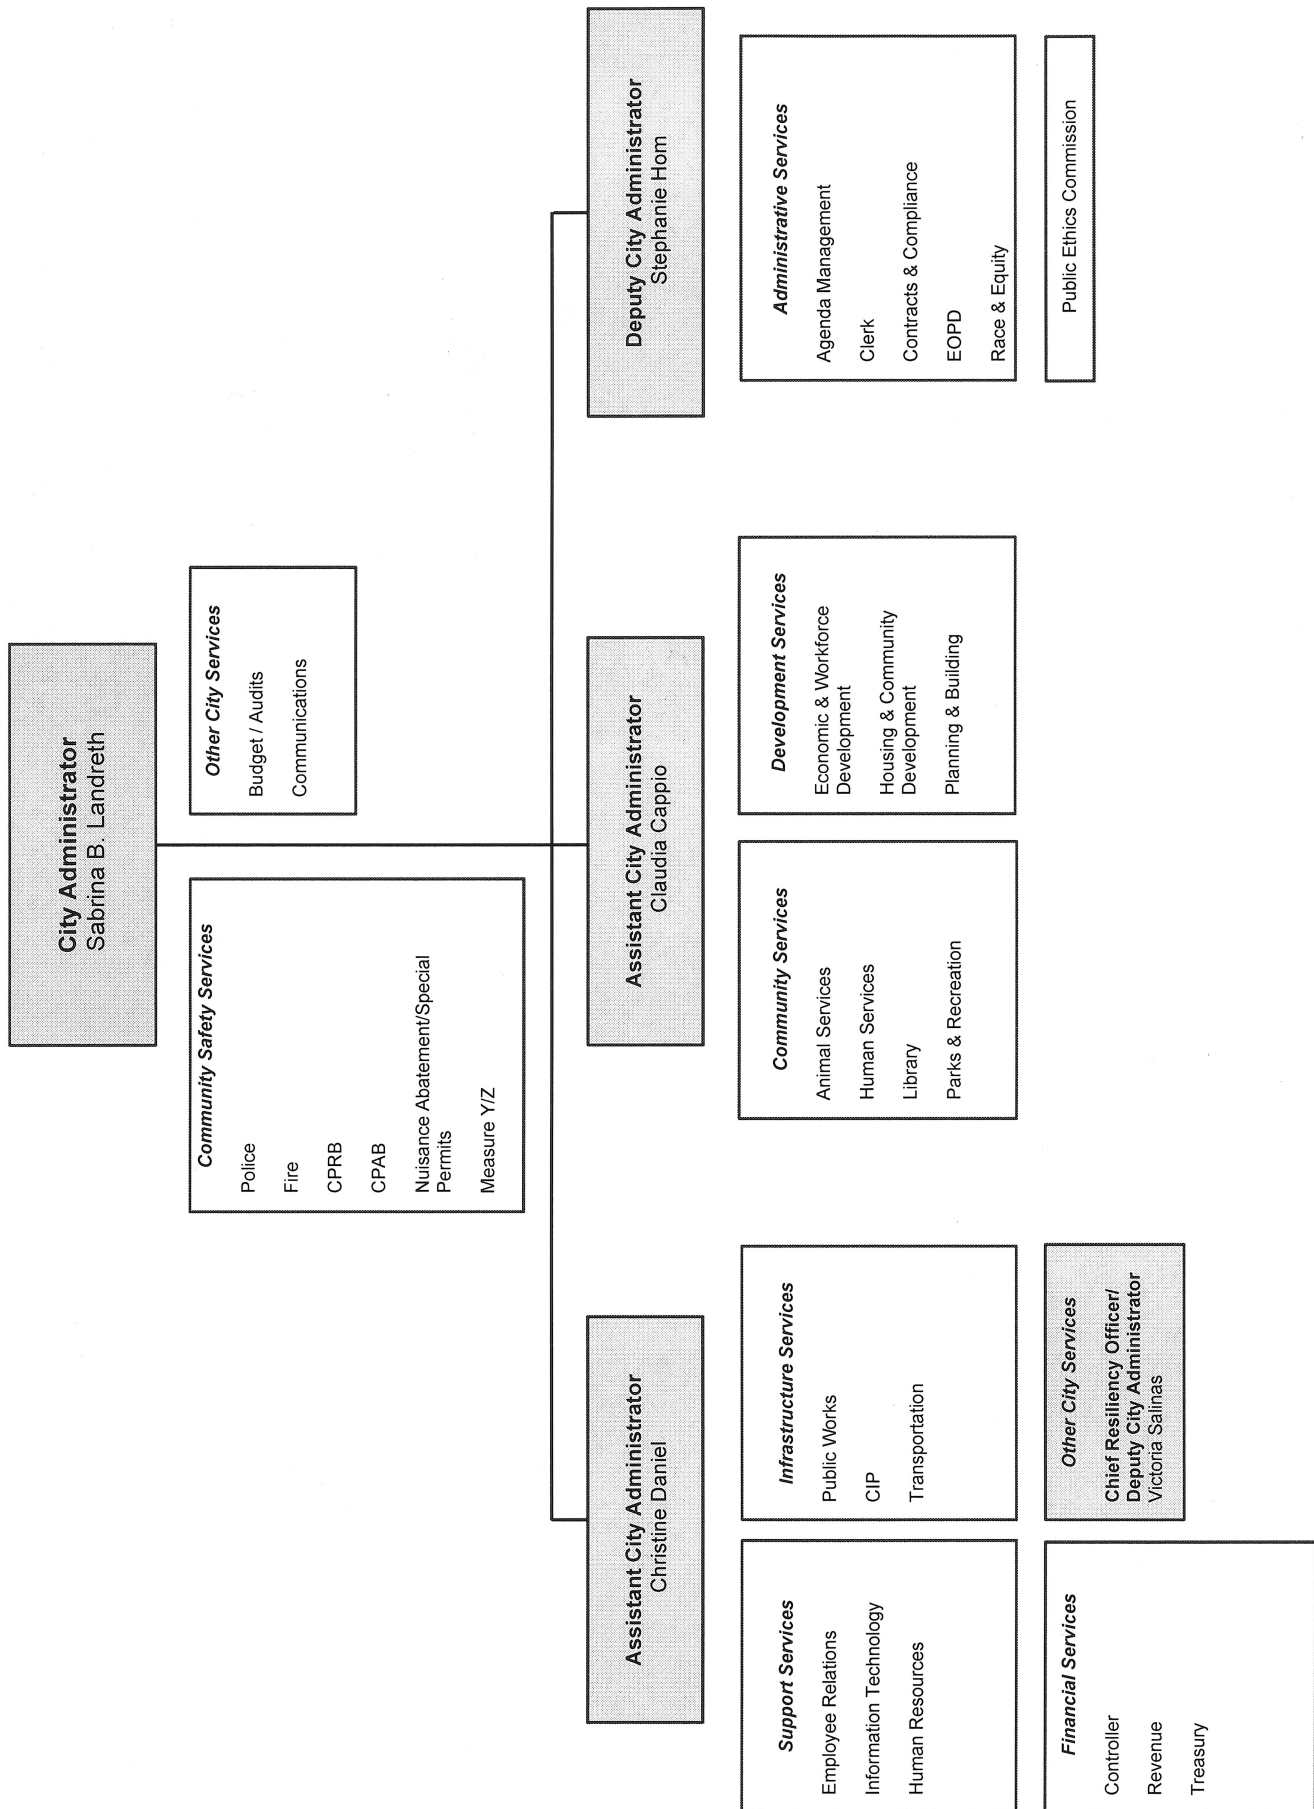 City Administrator
Sabrina B. Landreth
Community Safety Services
Police
Fire
CPRB
CPAB
Nuisance Abatement/Special
Permits
Measure Y/Z
Other City Services
Budget / Audits
Communications
Assistant City Administrator
Christine Daniel
Support Services
Employee Relations
Information Technology
Human Resources
Infrastructure Services
Public Works
CIP
Transportation
Financial Services
Controller
Revenue
Treasury
Other City Services
Chief Resiliency Officer/
Deputy City Administrator
Victoria Salinas
Assistant City Administrator
Claudia Cappio
Community Services
Animal Services
Human Services
Library
Parks & Recreation
Development Services
Economic & Workforce
Development
Housing & Community
Development
Planning & Building
Deputy City Administrator
Stephanie Hom
Administrative Services
Agenda Management
Clerk
Contracts & Compliance
EOPD
Race & Equity
Public Ethics Commission